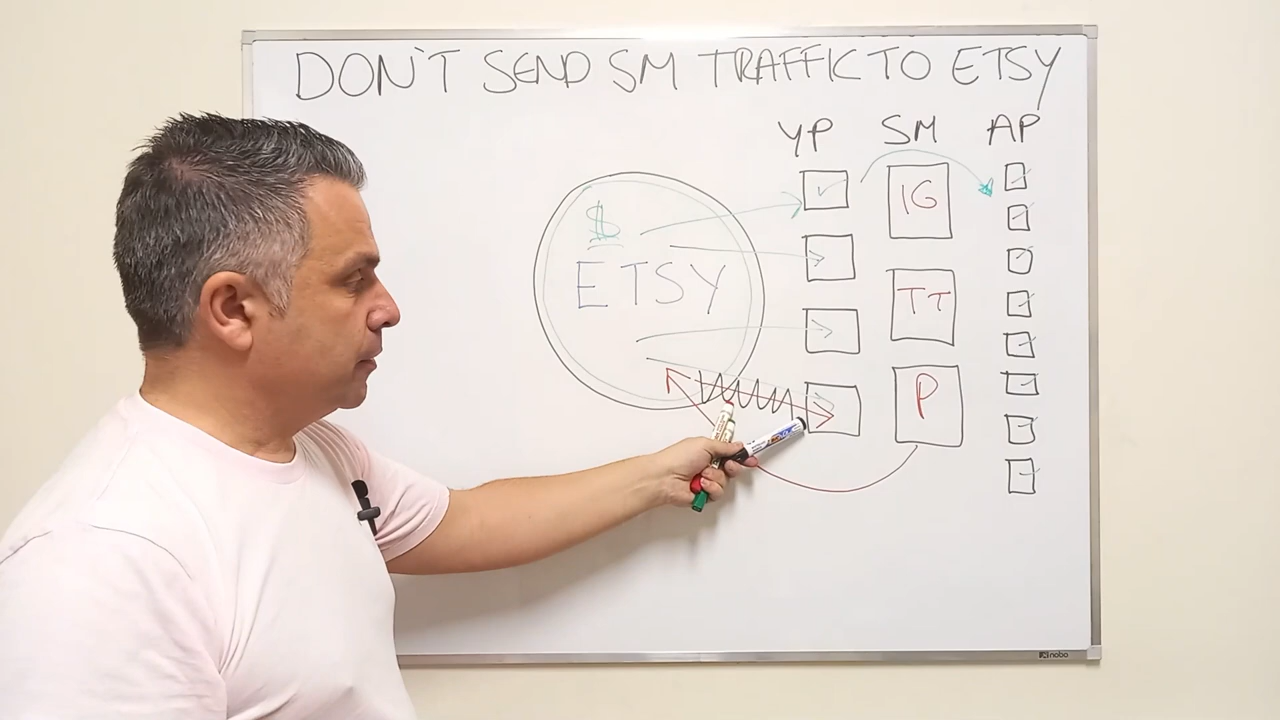 DON'T SEND SM TRAFFIC TO ETSY
YP SM AP
$
ETSY
IG
TT
P
nobo